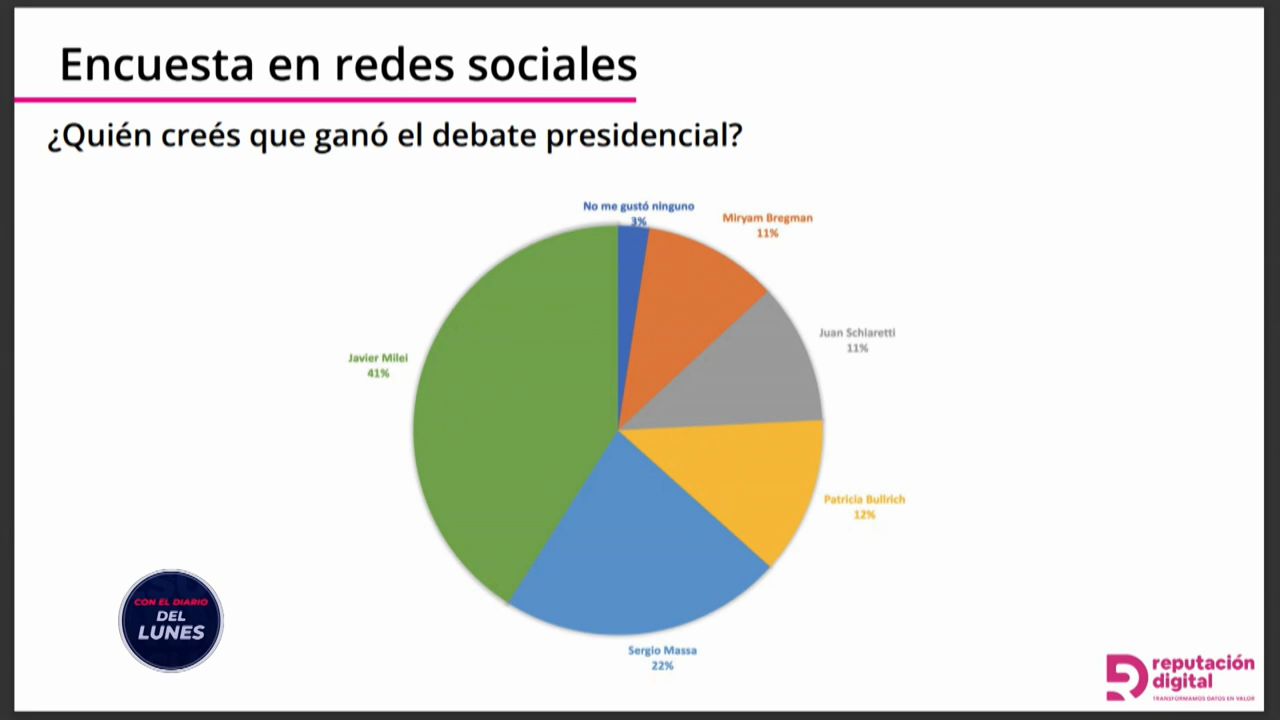 Encuesta en redes sociales
¿Quién creés que ganó el debate presidencial?
No me gustó ninguno
3%
Miryam Bregman
11%
Juan Schiaretti
11%
Javier Milei
41%
Patricia Bullrich
12%
Sergio Massa
22%
CON EL DIARIO
DEL
LUNES
reputación
digital
TRANSFORMAMOS DATOS EN VALOR